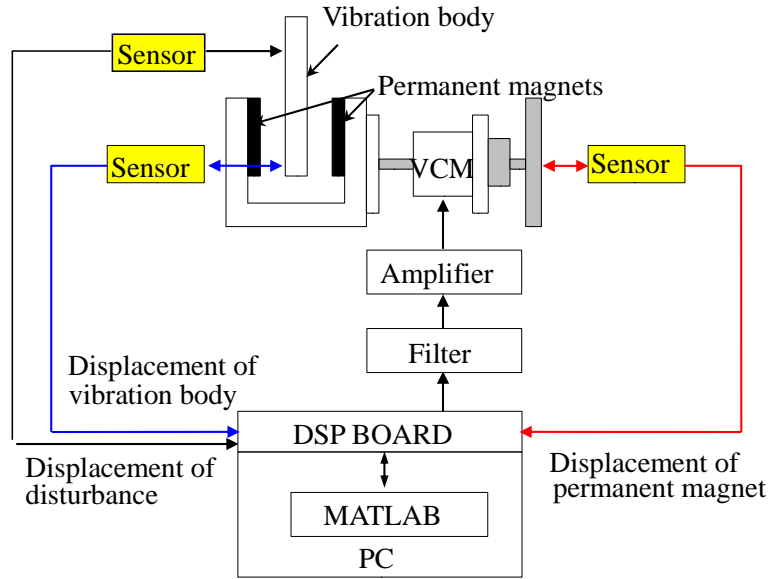 Vibration body
Sensor
Permanent magnets
Sensor
VCM
Sensor
Amplifier
Filter
Displacement of
vibration body
DSP BOARD
Displacement of
disturbance
Displacement of
permanent magnet
MATLAB
PC